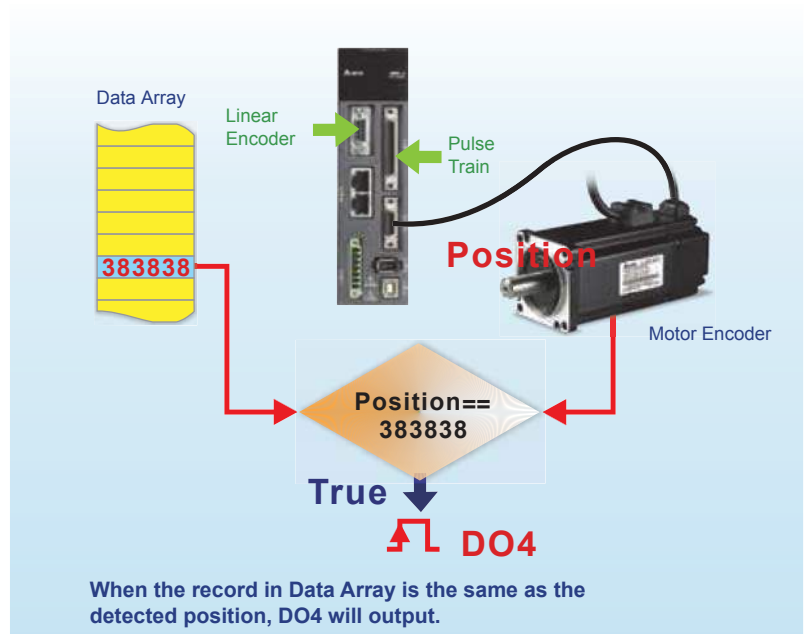 Data Array
Linear
Encoder
Pulse
Train
383838
Position
Motor Encoder
Position==
383838
True
DO4
When the record in Data Array is the same as the
detected position, DO4 will output.